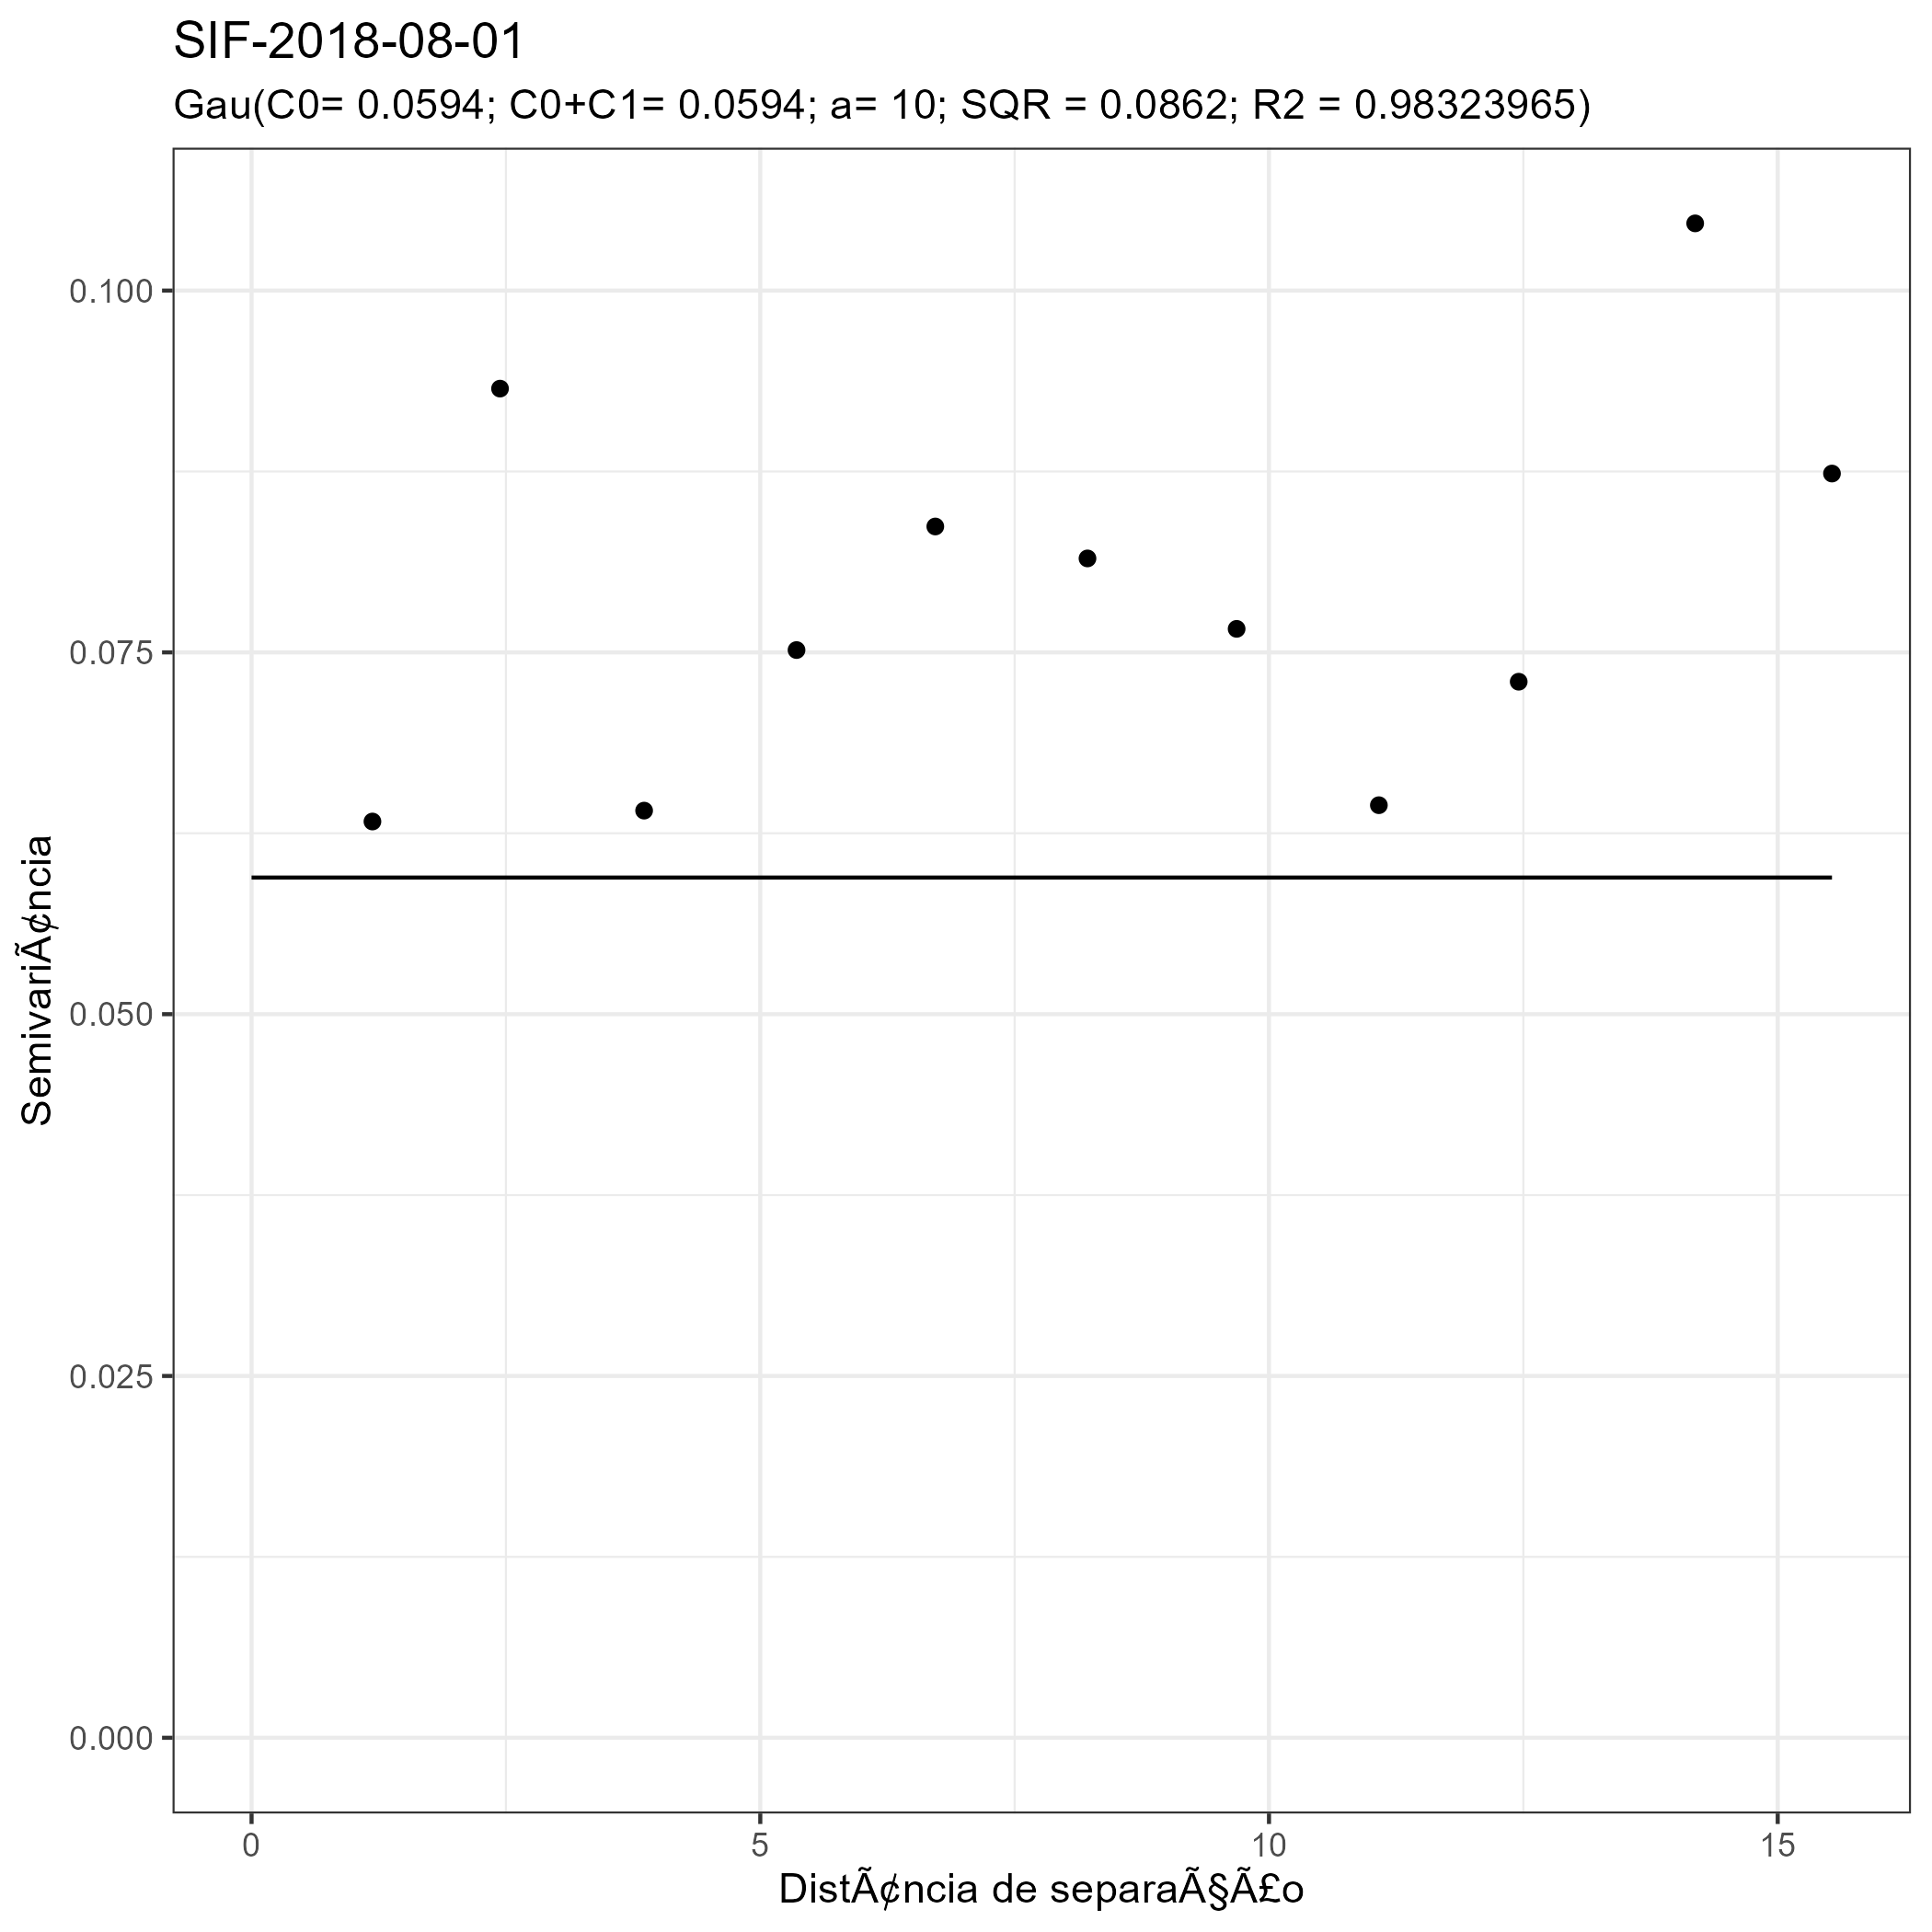 SIF-2018-08-01
Gau(C0= 0.0594; C0+C1= 0.0594; a= 10; SQR = 0.0862; R2 = 0.98323965)
SemivariÃ¢ncia
0.100
0.075
0.050
0.025
0.000
0 5 10 15
DistÃ¢ncia de separaÃ§Ã£o